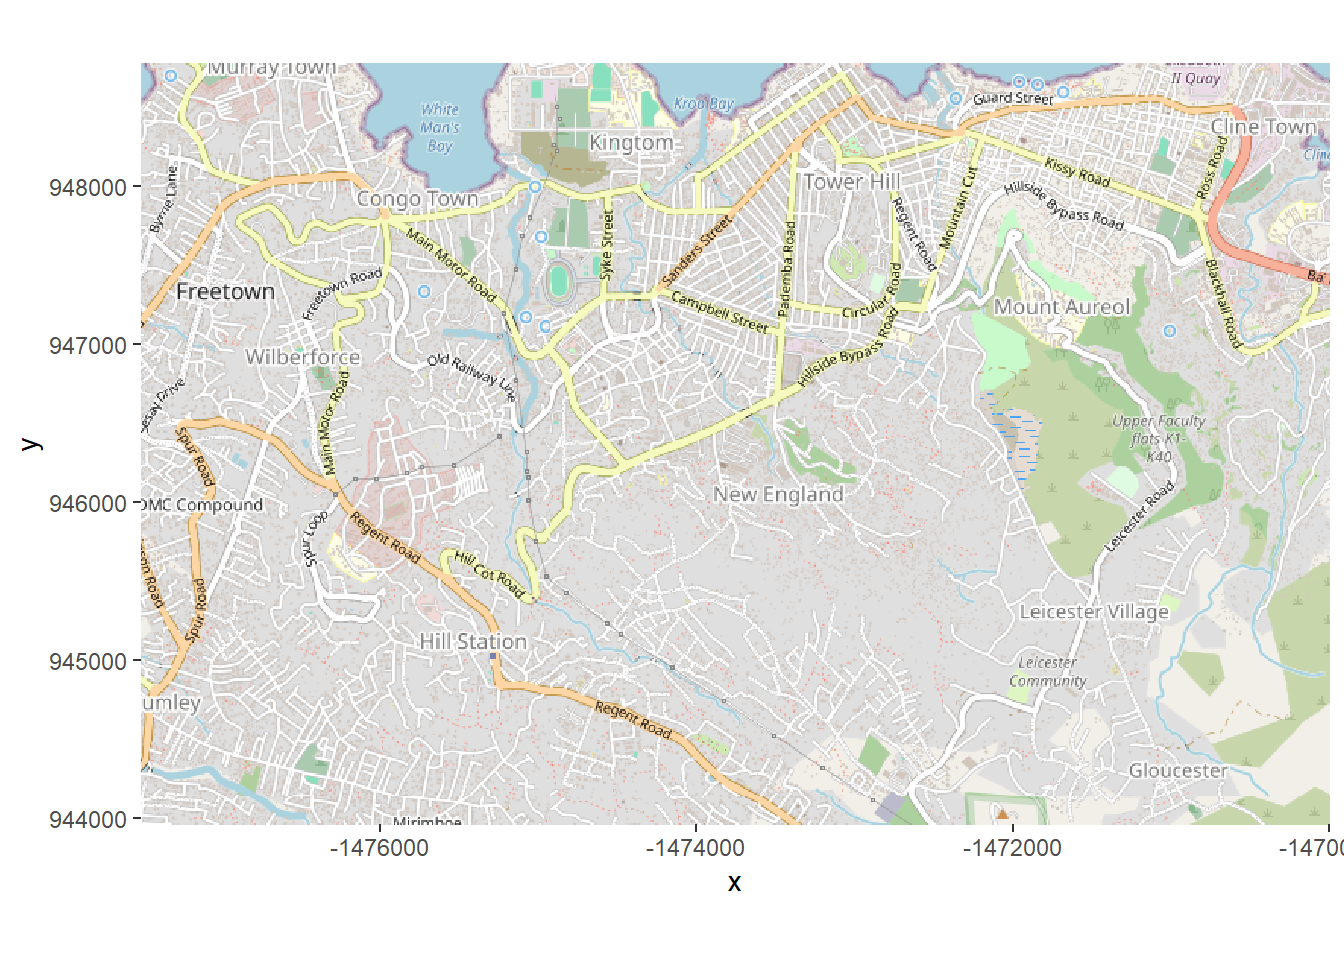 Murray Town
II Quay
White
Man's
Bay
Kroo Bay
Guard Street
Cline Town
Kingtom
Byrne Lane
Congo Town
Tower Hill
Kissy Road
Ross Road
948000
Hillside Bypass Road
Mountain Cut
Regent Road
Main Motor Road
Syke Street
Sanders Street
Pademba Road
Freetown
Freetown Road
Campbell Street
Circular Road
Mount Aureol
Blackhall Road
Ba
947000
Wilberforce
Old Railway Line
Hillside Bypass Road
Main Motor Road
Upper Faculty
flats K1-
K40
y
Spur Road
New England
946000
OMC Compound
Spur Loop
Regent Road
Leicester Road
Hill Cot Road
Spur Road
Leicester Village
Hill Station
945000
Leicester
Community
umley
Regent Road
Gloucester
944000
Mirimboe
-1476000
-1474000
-1472000
x